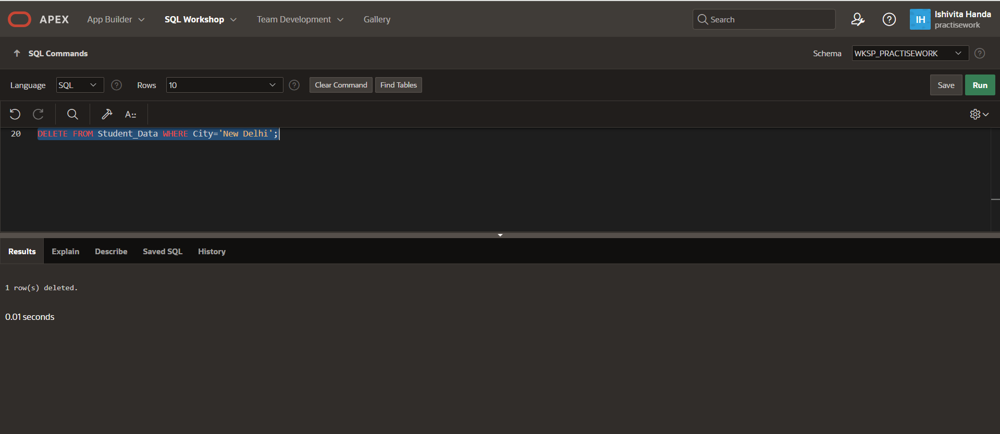 APEX App Builder SQL Workshop Team Development Gallery Search ? IH Ishivita Handa
practisework
SQL Commands Schema WKSP_PRACTISEWORK ?
Language SQL ? Rows 10 ? Clear Command Find Tables Save Run
A::
20 DELETE FROM Student_Data WHERE City='New Delhi';
Results Explain Describe Saved SQL History
1 row(s) deleted.
0.01 seconds